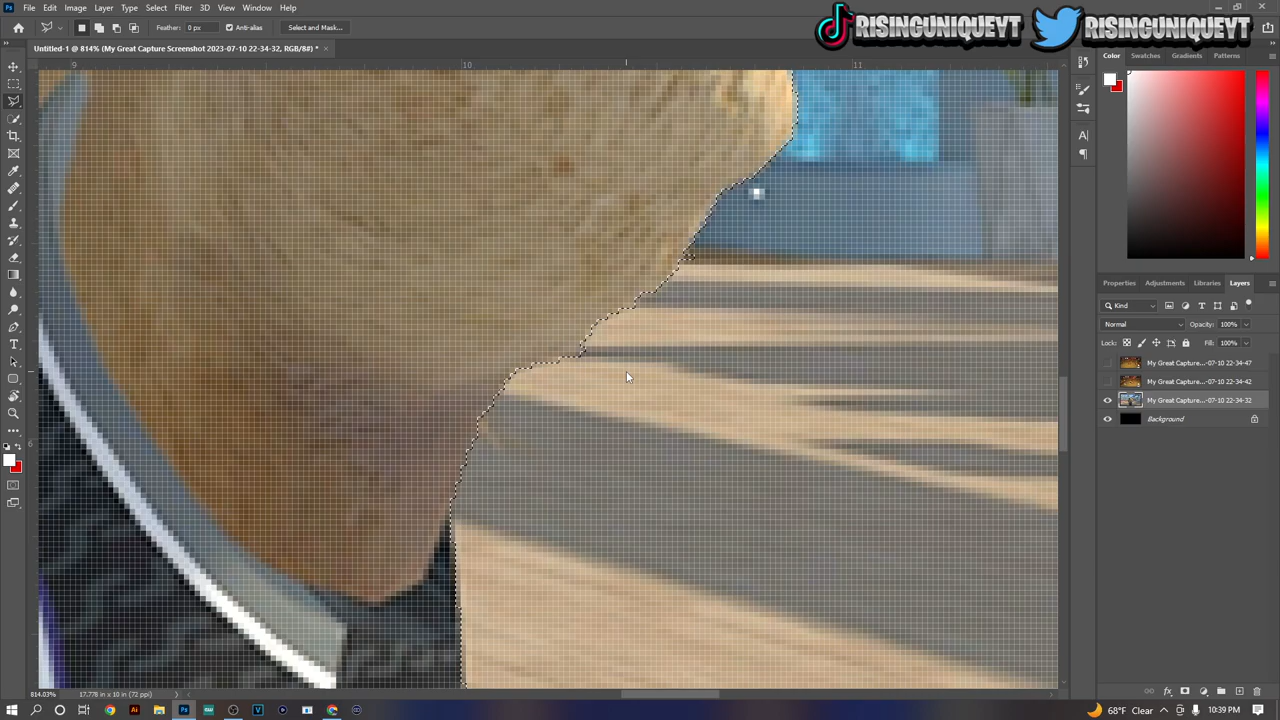 File Edit Image Layer Type Select Filter 3D View Window Help
Feather: 0 px Anti-alias Select and Mask...
RISINGUNIQUEYT RISINGUNIQUEYT
Untitled-1 @ 814% (My Great Capture Screenshot 2023-07-10 22-34-32, RGB/8#) *
9 10 11
6
Color Swatches Gradients Patterns
Properties Adjustments Libraries Layers
Kind
Normal Opacity: 100%
Lock: Fill: 100%
My Great Capture...-07-10 22-34-47
My Great Capture...-07-10 22-34-42
My Great Capture...-07-10 22-34-32
Background
814.03% 17.778 in x 10 in (72 ppi)
68°F Clear 10:39 PM